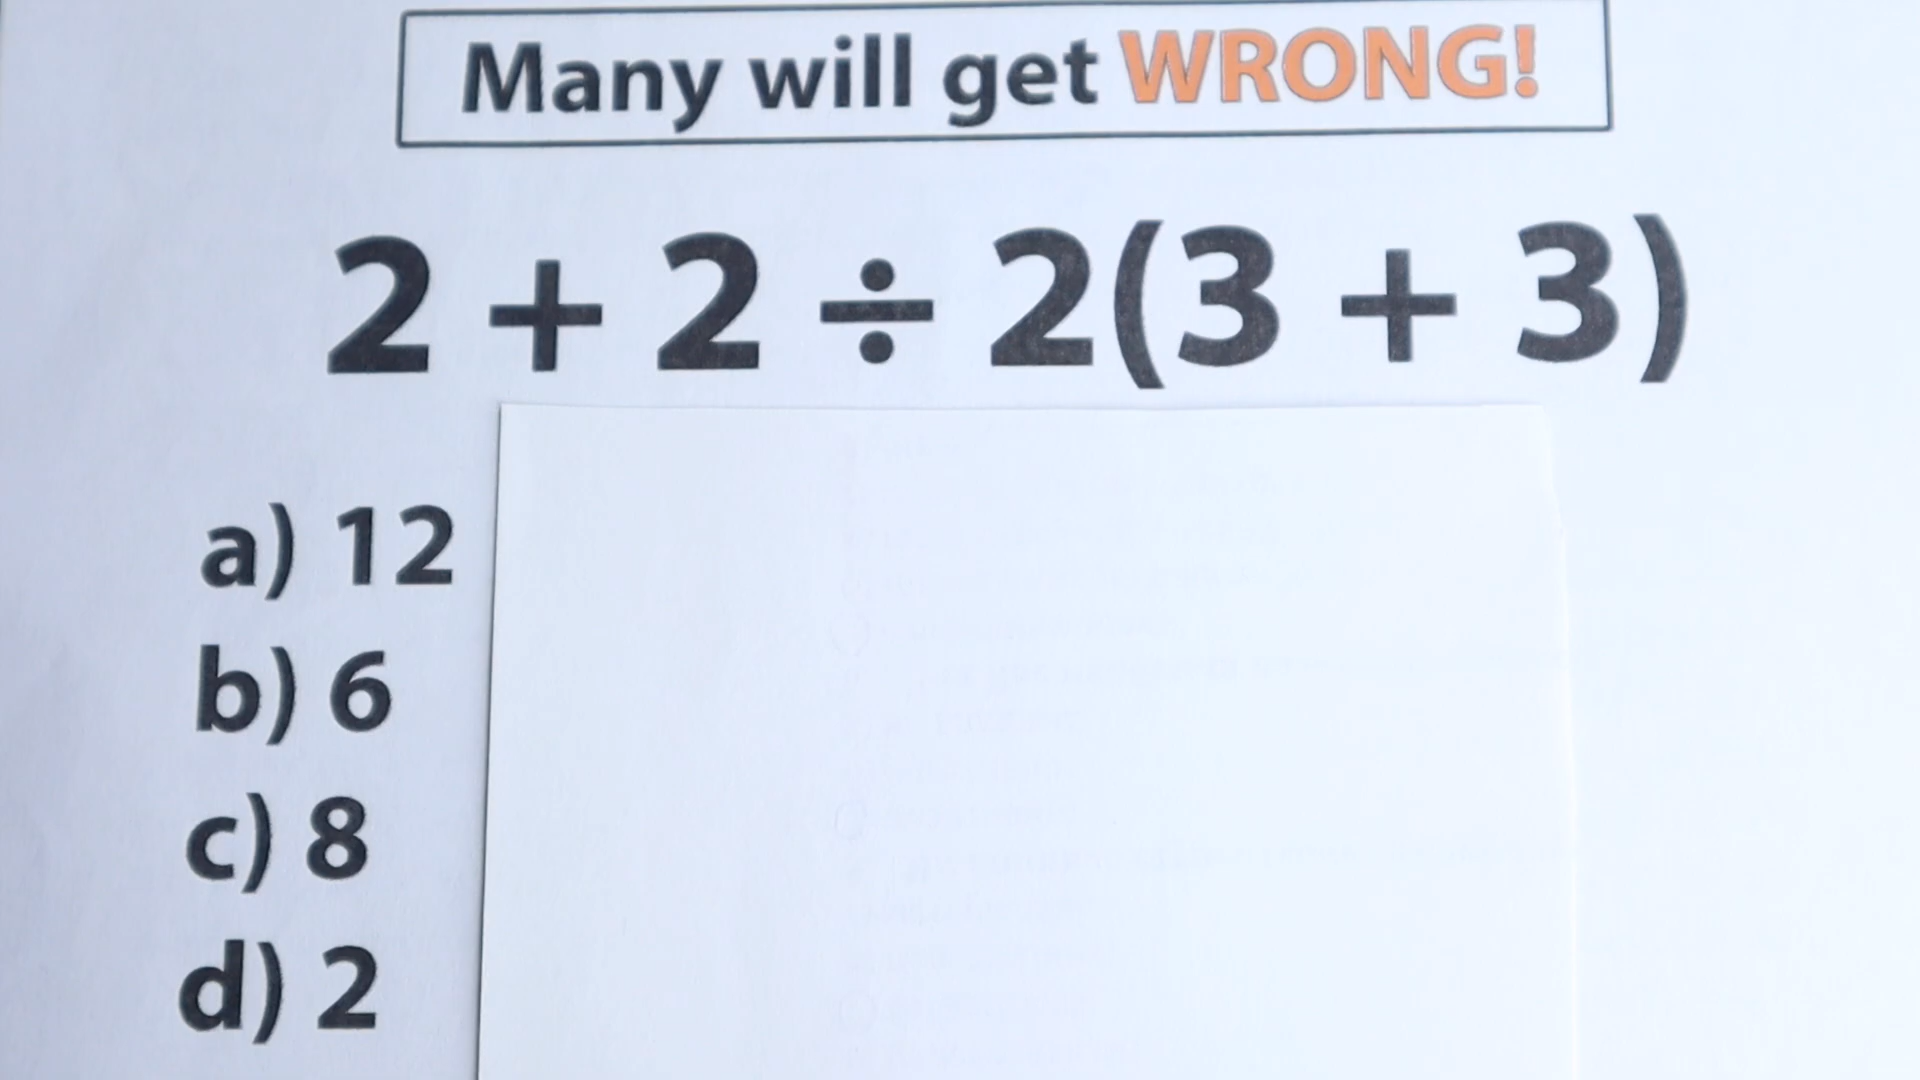 Many will get WRONG!
2 + 2 ÷ 2(3 + 3)
a) 12
b) 6
c) 8
d) 2